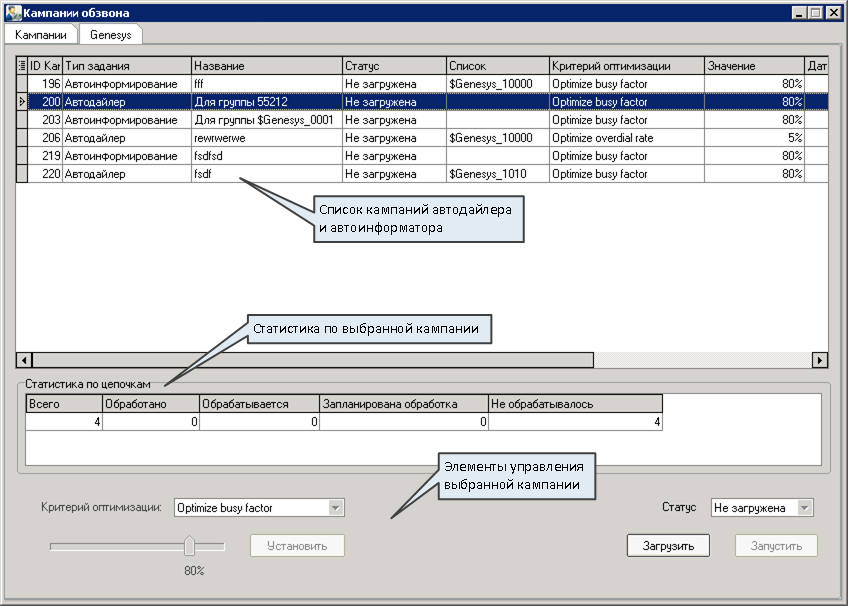 Кампании обзвона
Кампании Genesys
ID Кам Тип задания Название Статус Список Критерий оптимизации Значение Дат
196 Автоинформирование fff Не загружена $Genesys_10000 Optimize busy factor 80%
200 Автодайлер Для группы 55212 Не загружена Optimize busy factor 80%
203 Автоинформирование Для группы $Genesys_0001 Не загружена Optimize busy factor 80%
206 Автодайлер rewrwerwe Не загружена $Genesys_10000 Optimize overdial rate 5%
219 Автоинформирование fsdfsd Не загружена Optimize busy factor 80%
220 Автодайлер fsdf Не загружена $Genesys_1010 Optimize busy factor 80%
Список кампаний автодайлера
и автоинформатора
Статистика по выбранной кампании
Статистика по цепочкам
Всего Обработано Обрабатывается Запланирована обработка Не обрабатывалось
4 0 0 0 4
Элементы управления
выбранной кампании
Критерий оптимизации: Optimize busy factor Статус Не загружена
Установить Загрузить Запустить
80%